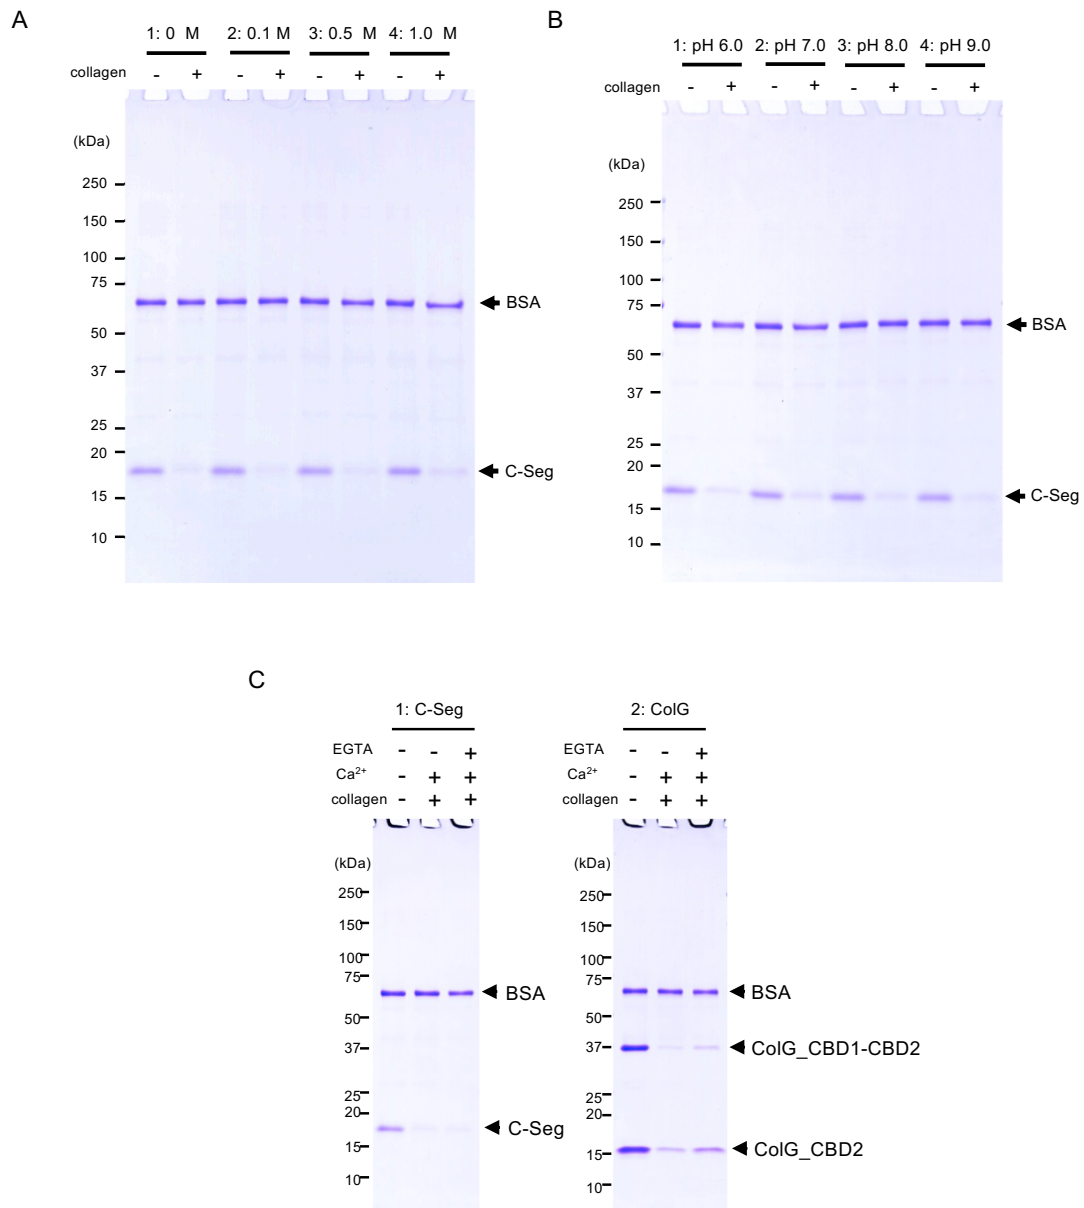 A
1: 0 M 2: 0.1 M 3: 0.5 M 4: 1.0 M
collagen - + - + - + - +
(kDa)
250
150
100
75
BSA
50
37
25
20
C-Seg
15
10
B
1: pH 6.0 2: pH 7.0 3: pH 8.0 4: pH 9.0
collagen - + - + - + - +
(kDa)
250
150
100
75
BSA
50
37
25
20
C-Seg
15
10
C
1: C-Seg
EGTA - - +
Ca²⁺ - + +
collagen - + +
(kDa)
250
150
100
75
BSA
50
37
25
20
C-Seg
15
10
2: ColG
EGTA - - +
Ca²⁺ - + +
collagen - + +
(kDa)
250
150
100
75
BSA
50
37
ColG_CBD1-CBD2
25
20
15
ColG_CBD2
10